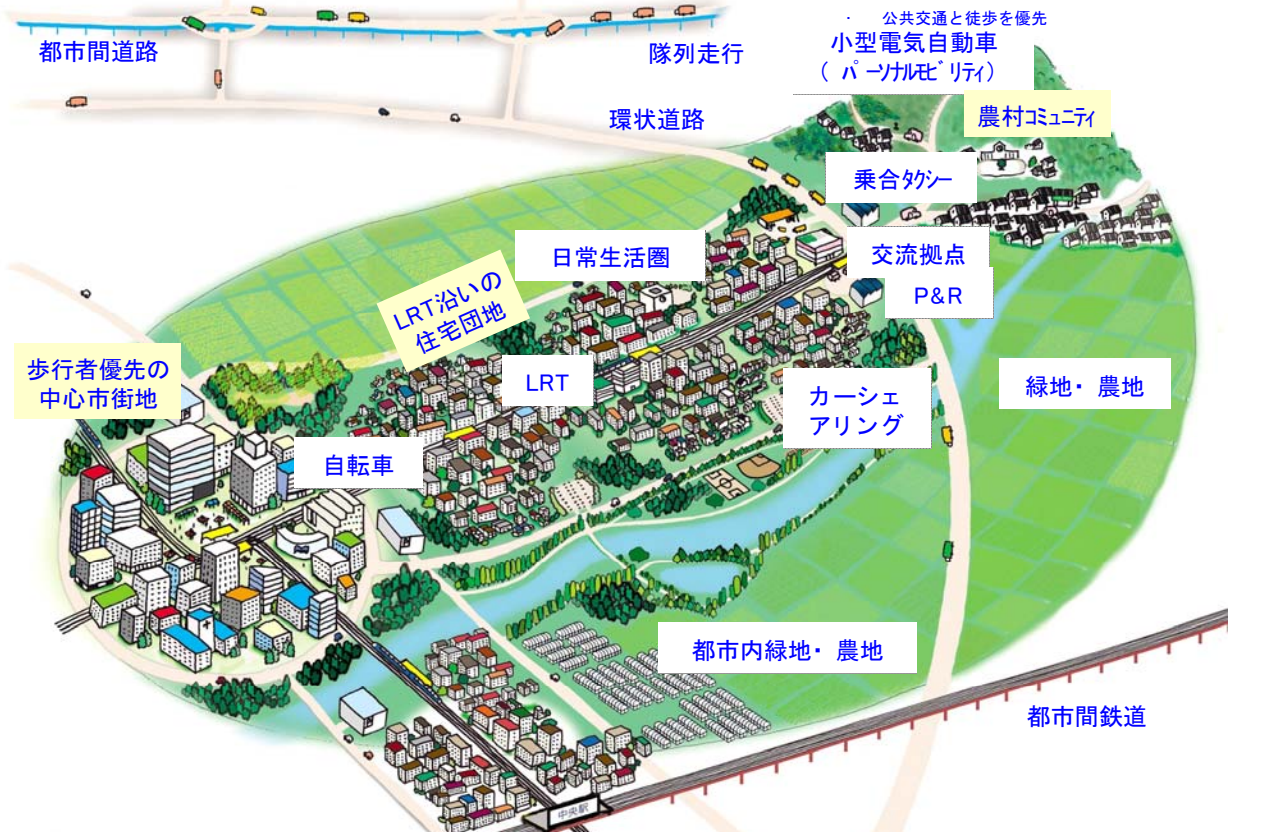 ・ 公共交通と徒歩を優先
小型電気自動車
( パーソナルモビリティ)
都市間道路
隊列走行
環状道路
農村コミュニティ
乗合タクシー
日常生活圏
交流拠点
P&R
LRT沿いの
住宅団地
歩行者優先の
中心市街地
LRT
カーシェ
アリング
緑地・ 農地
自転車
都市内緑地・ 農地
都市間鉄道
中央駅